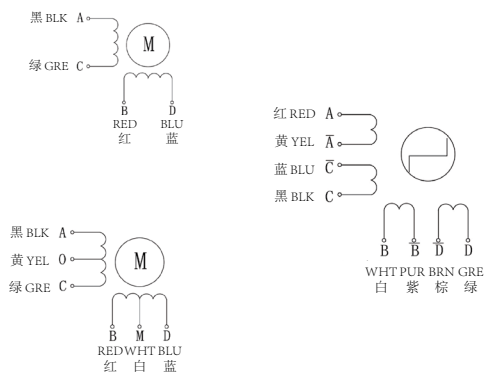 黑 BLK A
M
绿 GRE C
B D
RED BLU
红 蓝
红 RED A
黄 YEL A̅
蓝 BLU C̅
黑 BLK C
B B̅ D̅ D
WHT PUR BRN GRE
白 紫 棕 绿
黑 BLK A
黄 YEL O
M
绿 GRE C
B M D
RED WHT BLU
红 白 蓝